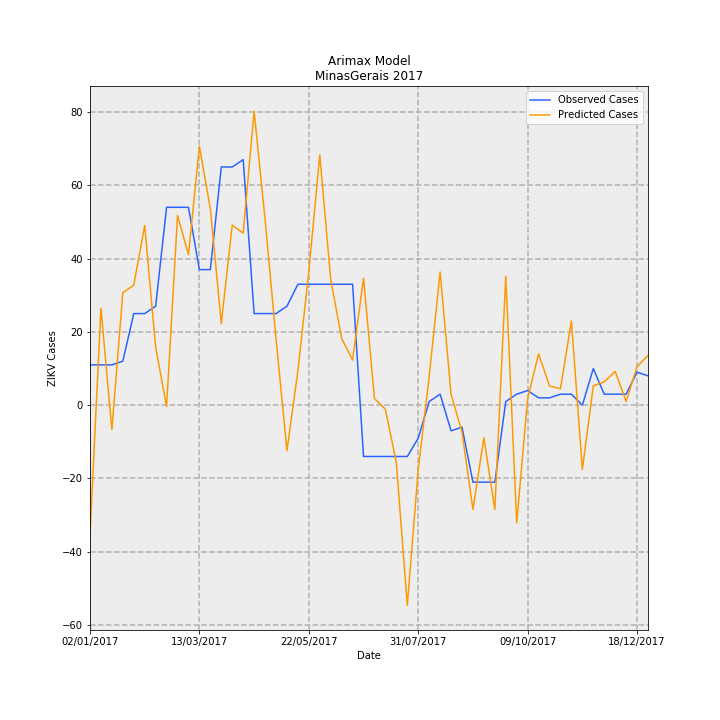 Arimax Model
MinasGerais 2017
Observed Cases
Predicted Cases
ZIKV Cases
80
60
40
20
0
−20
−40
−60
02/01/2017
13/03/2017
22/05/2017
31/07/2017
09/10/2017
18/12/2017
Date